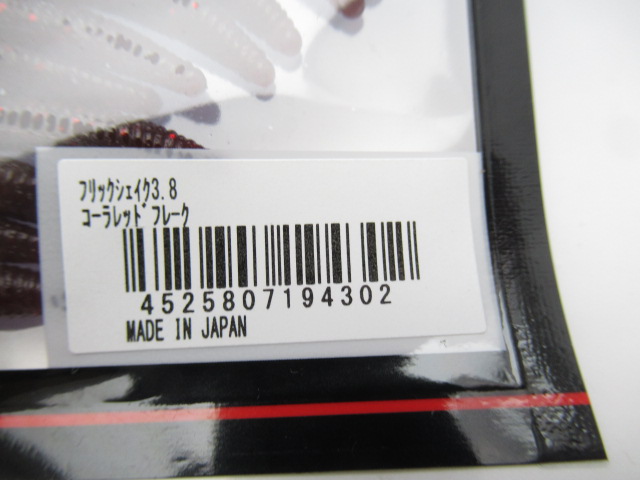 ﾌﾘｯｸｼｪｲｸ3.8
ｺｰﾗﾚｯﾄﾞﾌﾚｰｸ
4525807194302
MADE IN JAPAN